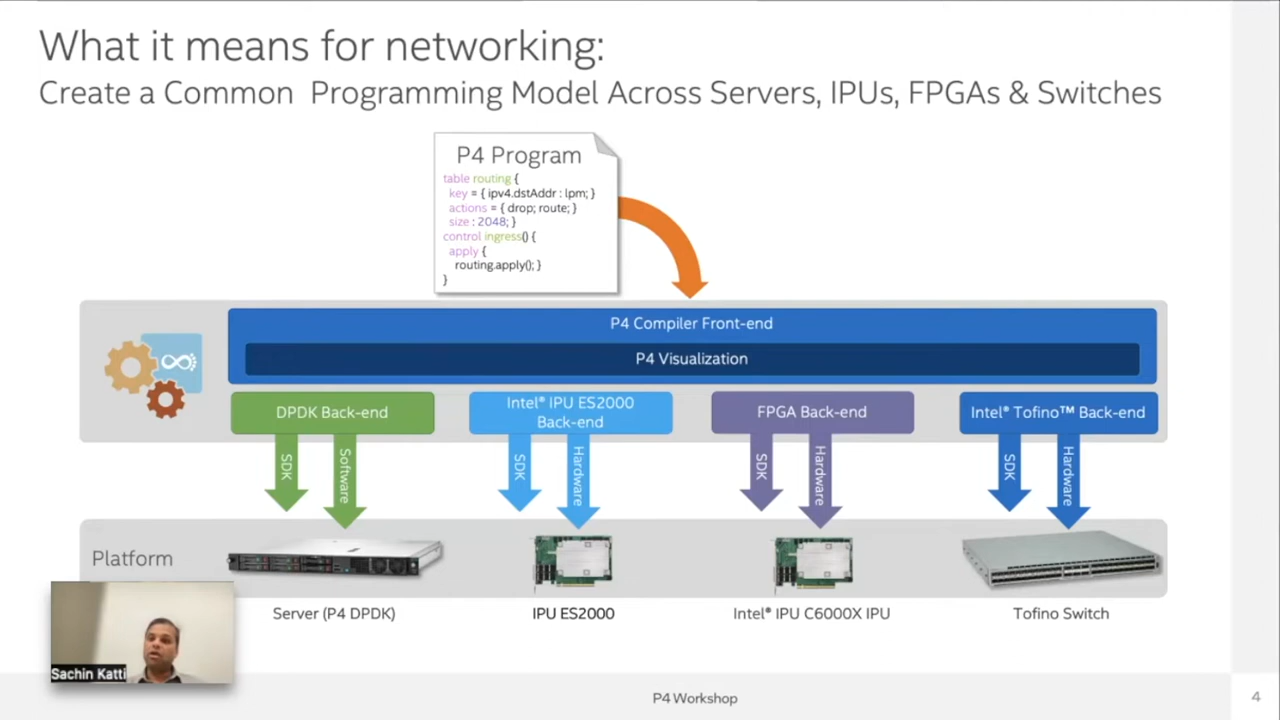 What it means for networking:
Create a Common Programming Model Across Servers, IPUs, FPGAs & Switches
P4 Program
table routing {
key = { ipv4.dstAddr : lpm; }
actions = { drop; route; }
size : 2048; }
control ingress() {
apply {
routing.apply(); }
}
P4 Compiler Front-end
P4 Visualization
DPDK Back-end
Intel® IPU ES2000
Back-end
FPGA Back-end
Intel® Tofino™ Back-end
SDK
Software
SDK
Hardware
SDK
Hardware
SDK
Hardware
Platform
Server (P4 DPDK)
IPU ES2000
Intel® IPU C6000X IPU
Tofino Switch
Sachin Katti
P4 Workshop
4